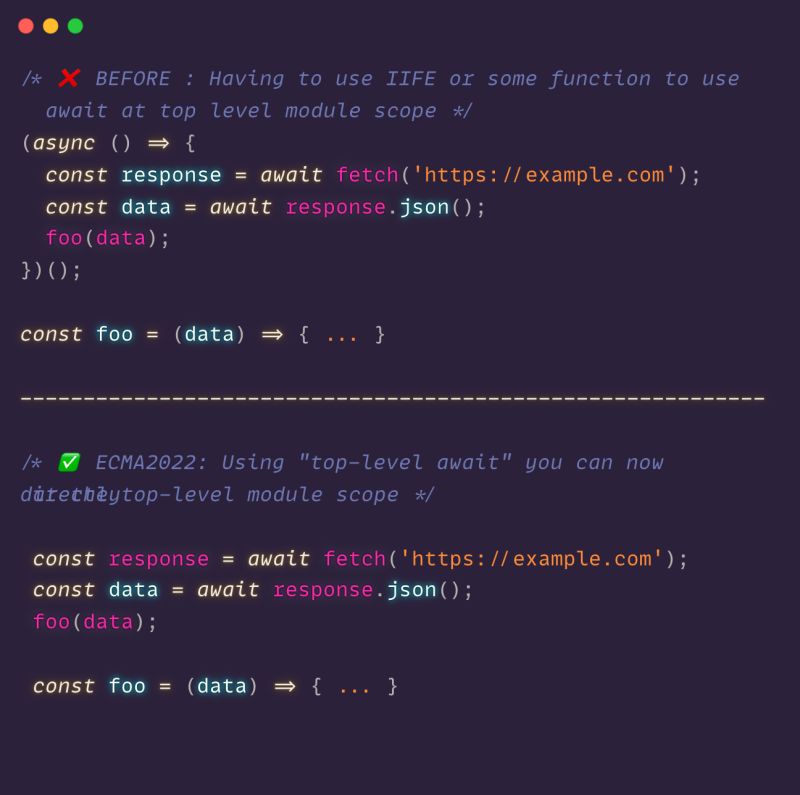 /* ❌ BEFORE : Having to use IIFE or some function to use
await at top level module scope */
(async () => {
const response = await fetch('https://example.com');
const data = await response.json();
foo(data);
})();
const foo = (data) => { ... }
------------------------------------------------------------
/* ✅ ECMA2022: Using "top-level await" you can now
directly at the top-level module scope */
const response = await fetch('https://example.com');
const data = await response.json();
foo(data);
const foo = (data) => { ... }